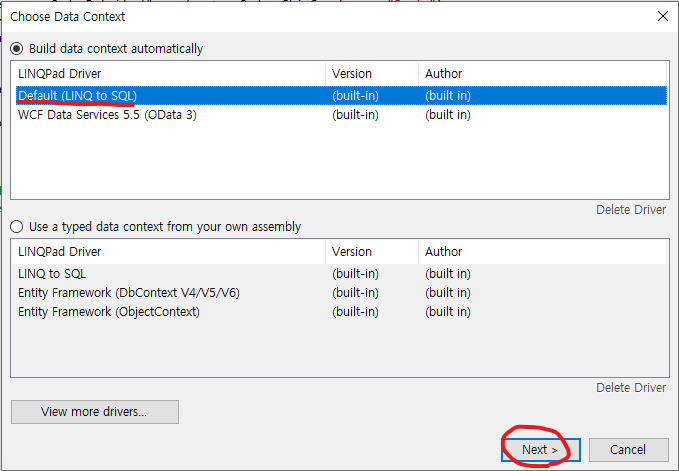 Choose Data Context
Build data context automatically
LINQPad Driver Version Author
Default (LINQ to SQL) (built-in) (built in)
WCF Data Services 5.5 (OData 3) (built-in) (built in)
Delete Driver
Use a typed data context from your own assembly
LINQPad Driver Version Author
LINQ to SQL (built-in) (built in)
Entity Framework (DbContext V4/V5/V6) (built-in) (built in)
Entity Framework (ObjectContext) (built-in) (built in)
Delete Driver
View more drivers...
Next > Cancel